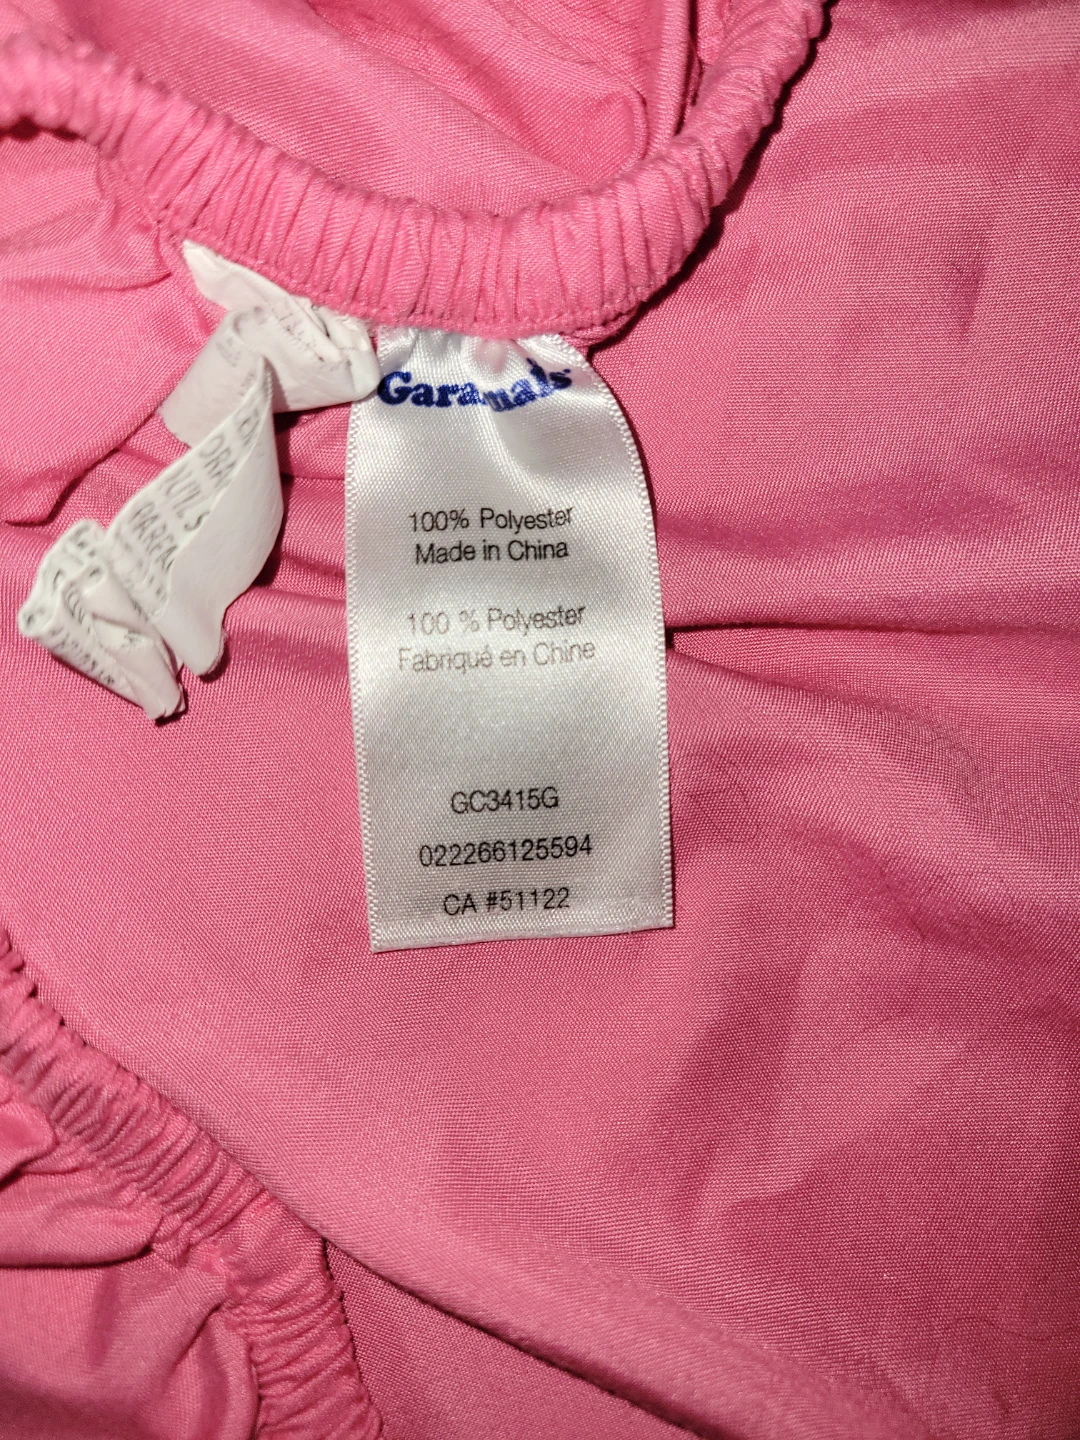 Garanimals
100% Polyester
Made in China
100 % Polyester
Fabriqué en Chine
GC3415G
022266125594
CA #51122